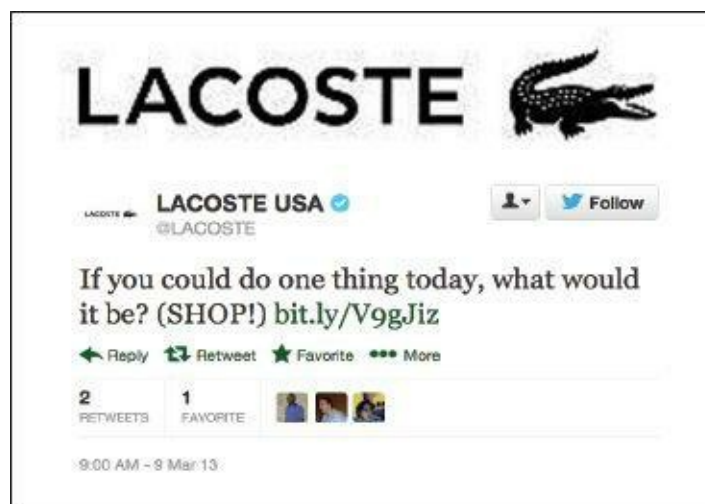 LACOSTE
LACOSTE
LACOSTE USA
Follow
@LACOSTE
If you could do one thing today, what would
it be? (SHOP!) bit.ly/V9gJiz
Reply Retweet Favorite More
2 1
RETWEETS FAVORITE
9:00 AM - 9 Mar 13